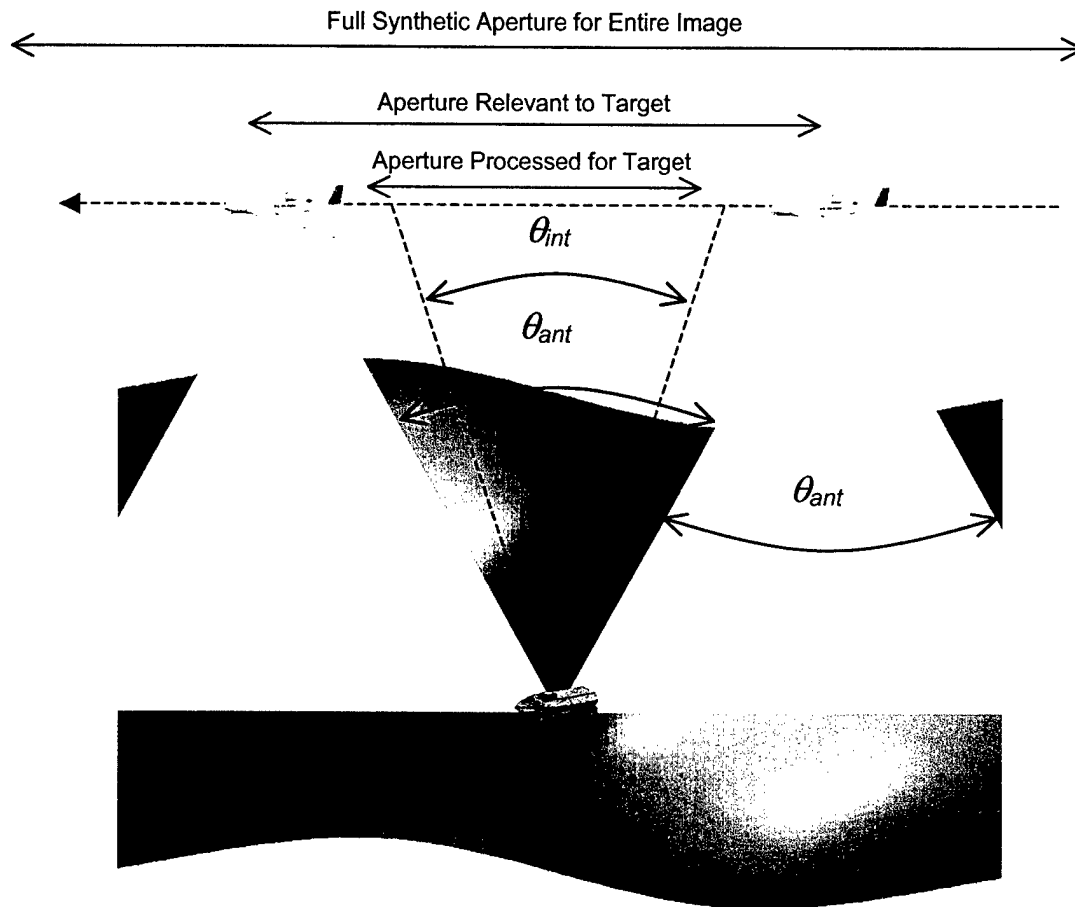 Full Synthetic Aperture for Entire Image
Aperture Relevant to Target
Aperture Processed for Target
θint
θant
θant